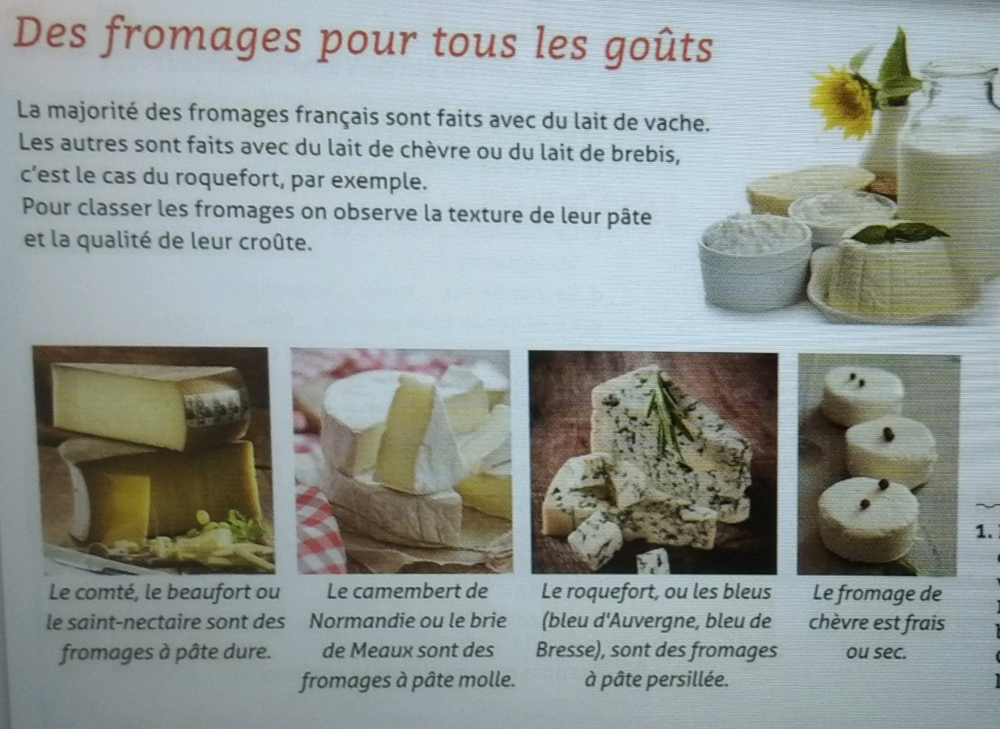 Des fromages pour tous les goûts
La majorité des fromages français sont faits avec du lait de vache.
Les autres sont faits avec du lait de chèvre ou du lait de brebis,
c'est le cas du roquefort, par exemple.
Pour classer les fromages on observe la texture de leur pâte
et la qualité de leur croûte.
Le comté, le beaufort ou
le saint-nectaire sont des
fromages à pâte dure.
Le camembert de
Normandie ou le brie
de Meaux sont des
fromages à pâte molle.
Le roquefort, ou les bleus
(bleu d'Auvergne, bleu de
Bresse), sont des fromages
à pâte persillée.
Le fromage de
chèvre est frais
ou sec.
1.